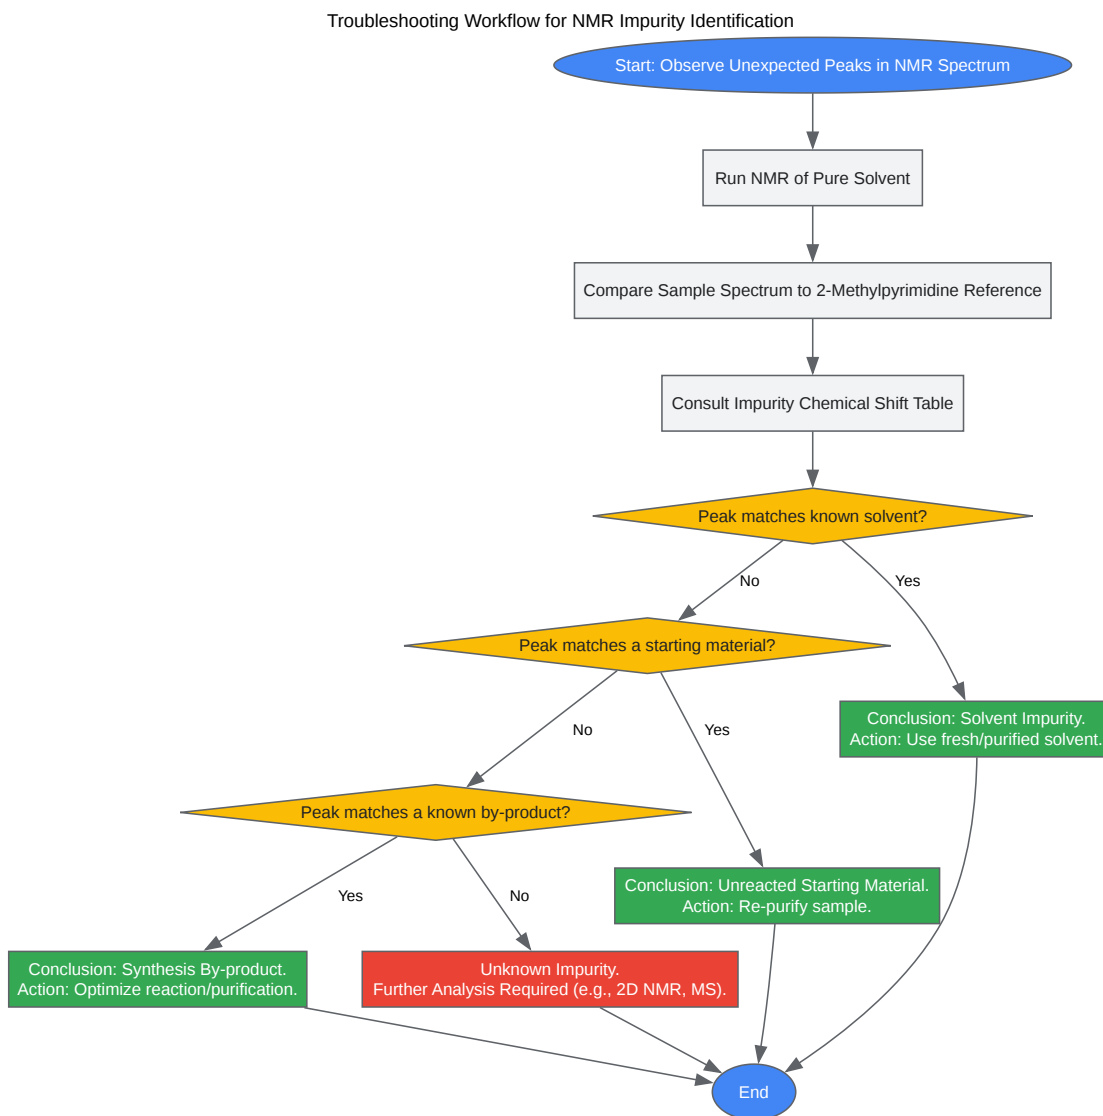 Troubleshooting Workflow for NMR Impurity Identification
Start: Observe Unexpected Peaks in NMR Spectrum
Run NMR of Pure Solvent
Compare Sample Spectrum to 2-Methylpyrimidine Reference
Consult Impurity Chemical Shift Table
Peak matches known solvent?
No
Yes
Peak matches a starting material?
Conclusion: Solvent Impurity.
Action: Use fresh/purified solvent.
No
Yes
Peak matches a known by-product?
Conclusion: Unreacted Starting Material.
Action: Re-purify sample.
Yes
No
Conclusion: Synthesis By-product.
Action: Optimize reaction/purification.
Unknown Impurity.
Further Analysis Required (e.g., 2D NMR, MS).
End